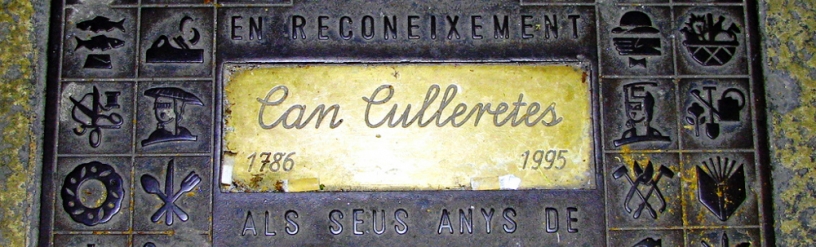 EN RECONEIXEMENT
Can Culleretes
1786 1995
ALS SEUS ANYS DE